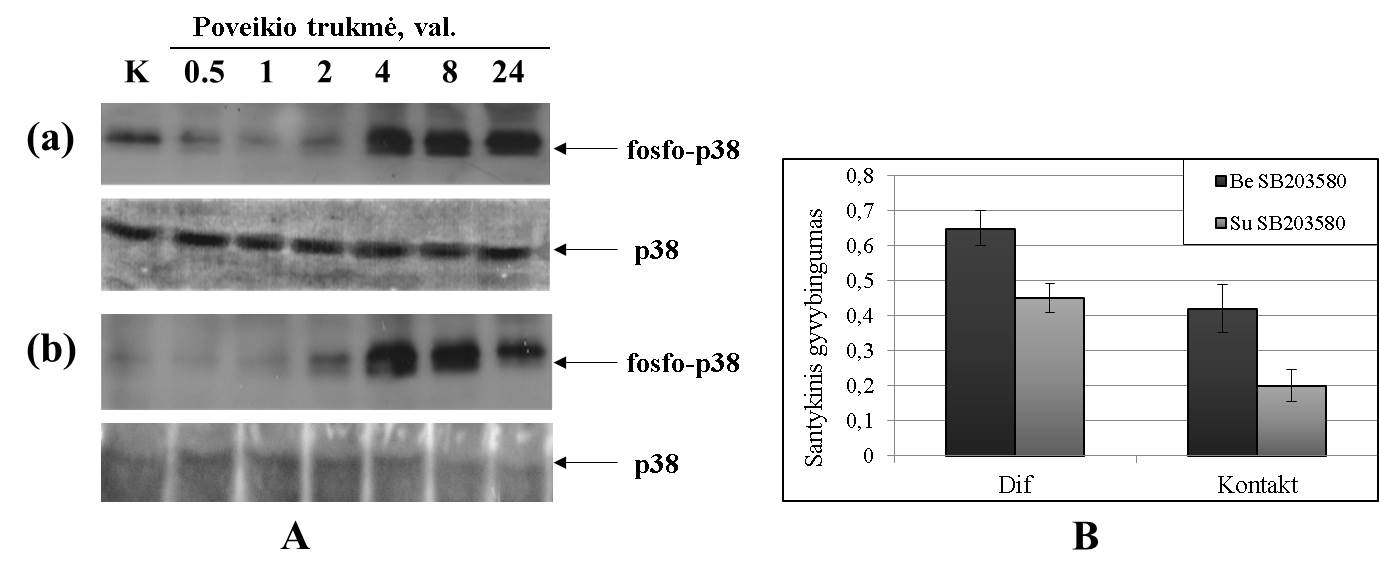 Poveikio trukmė, val.
K 0.5 1 2 4 8 24
(a)
fosfo-p38
p38
(b)
fosfo-p38
p38
A
Be SB203580
Su SB203580
Santykinis gyvybingumas
0,8
0,7
0,6
0,5
0,4
0,3
0,2
0,1
0
Dif Kontakt
B